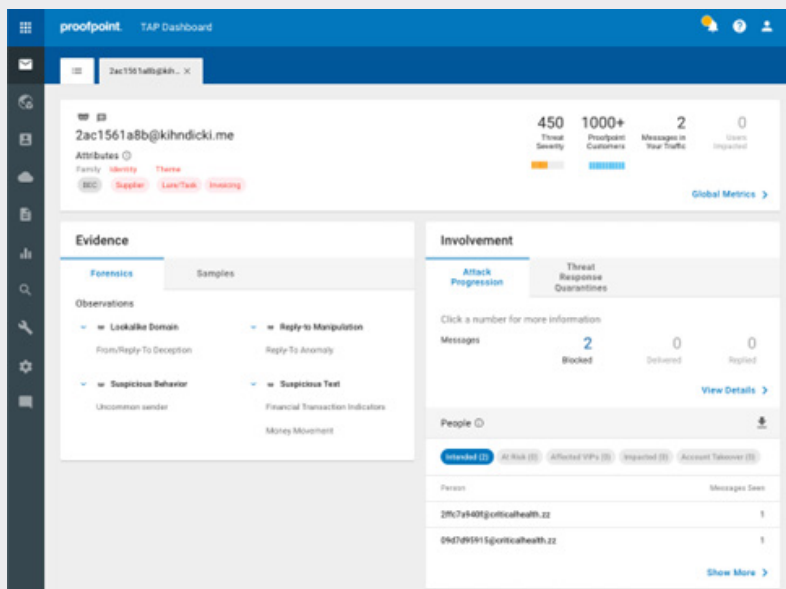 proofpoint. TAP Dashboard
2ac1561a8b@kih... ×
2ac1561a8b@kihndicki.me
Attributes
Family Identity Theme
BEC Supplier Lure/Task Invoicing
450 1000+ 2 0
Threat Severity Proofpoint Customers Messages in Your Traffic Users Impacted
Global Metrics >
Evidence
Forensics Samples
Observations
Lookalike Domain
From/Reply-To Deception
Reply-to Manipulation
Reply-To Anomaly
Suspicious Behavior
Uncommon sender
Suspicious Text
Financial Transaction Indicators
Money Movement
Involvement
Attack Progression
Threat Response Quarantines
Click a number for more information
Messages 2 0 0
Blocked Delivered Replied
View Details >
People
Intended (2) At Risk (0) Affected VIPs (0) Impacted (0) Account Takeover (0)
Person Messages Seen
2ffc7a940f@criticalhealth.zz 1
09d7d95915@criticalhealth.zz 1
Show More >